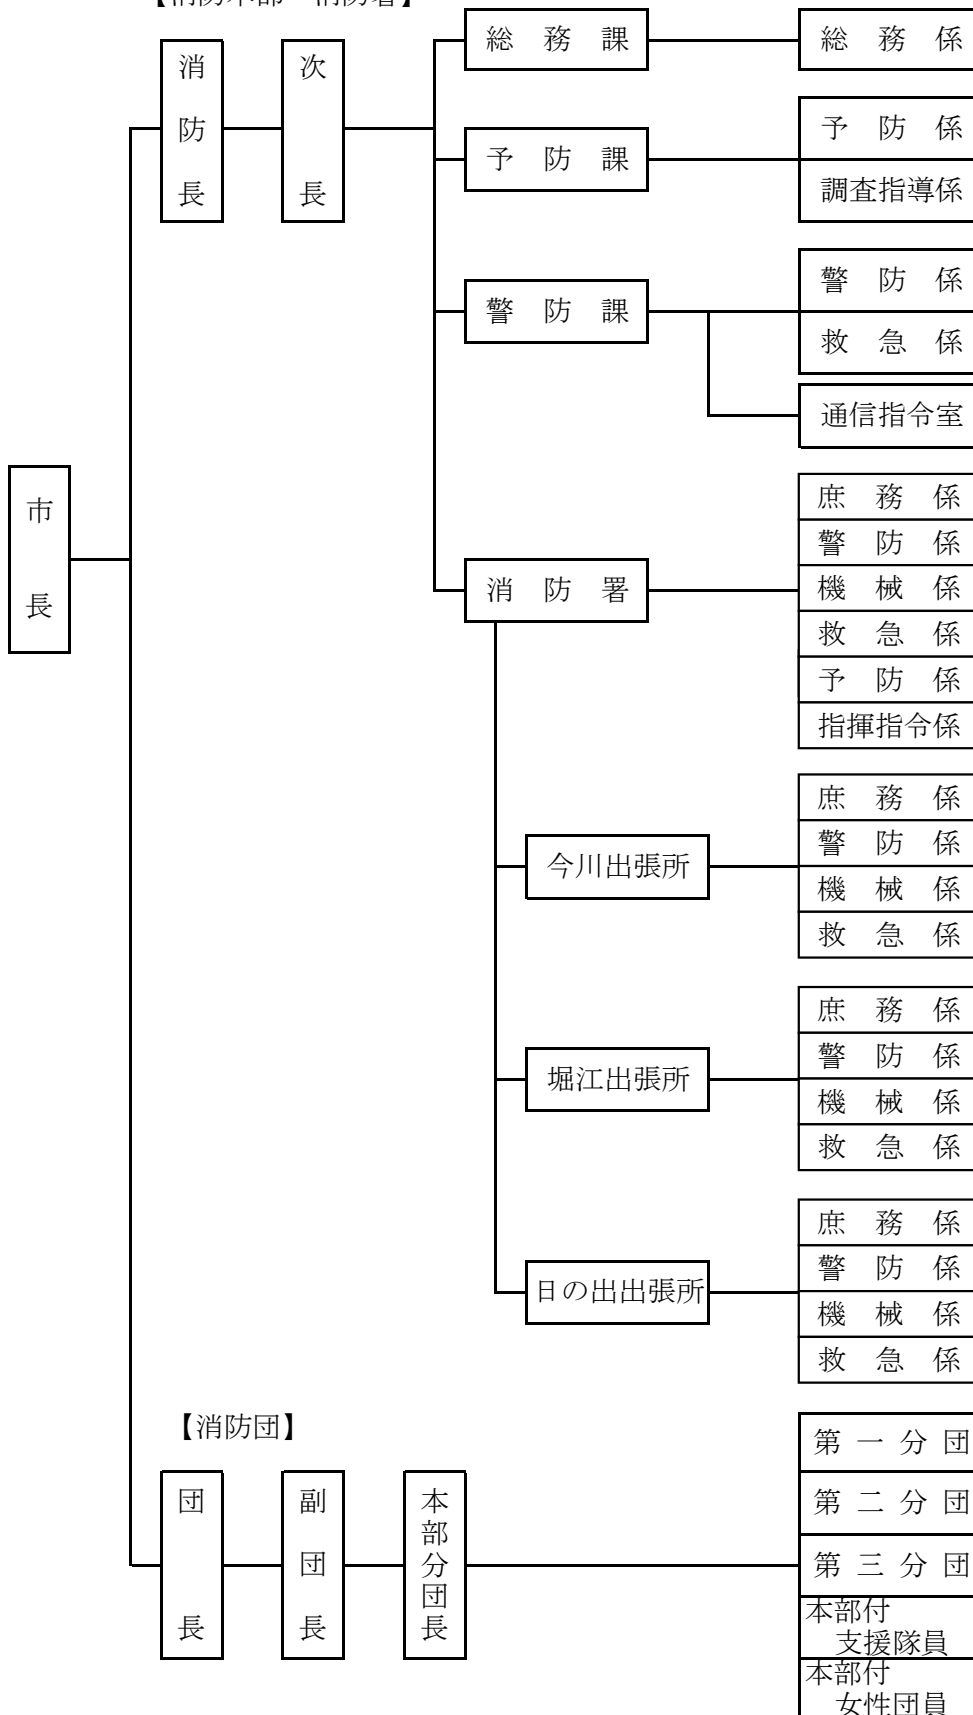 【消防本部・消防署】
市長
消防長
次長
総務課
総務係
予防課
予防係
調査指導係
警防課
警防係
救急係
通信指令室
消防署
庶務係
警防係
機械係
救急係
予防係
指揮指令係
今川出張所
庶務係
警防係
機械係
救急係
堀江出張所
庶務係
警防係
機械係
救急係
日の出出張所
庶務係
警防係
機械係
救急係
【消防団】
団長
副団長
本部分団長
第一分団
第二分団
第三分団
本部付
支援隊員
本部付
女性団員